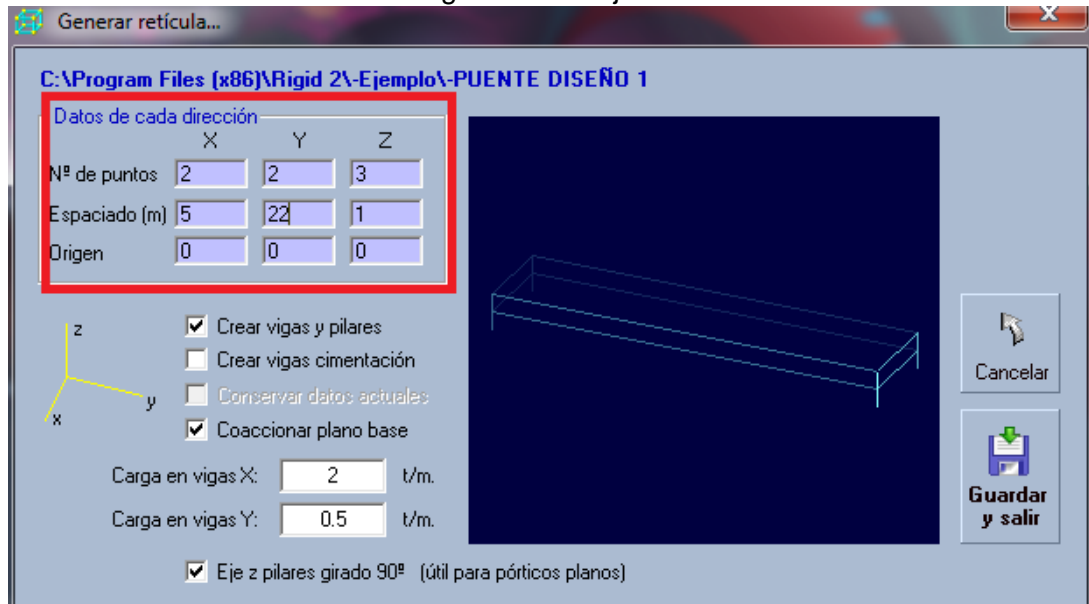 Generar retícula...
C:\Program Files (x86)\Rigid 2\-Ejemplo\-PUENTE DISEÑO 1
Datos de cada dirección
X Y Z
Nº de puntos 2 2 3
Espaciado (m) 5 22 1
Origen 0 0 0
z
y
x
Crear vigas y pilares
Crear vigas cimentación
Conservar datos actuales
Coaccionar plano base
Carga en vigas X: 2 t/m.
Carga en vigas Y: 0.5 t/m.
Eje z pilares girado 90º (útil para pórticos planos)
Cancelar
Guardar
y salir